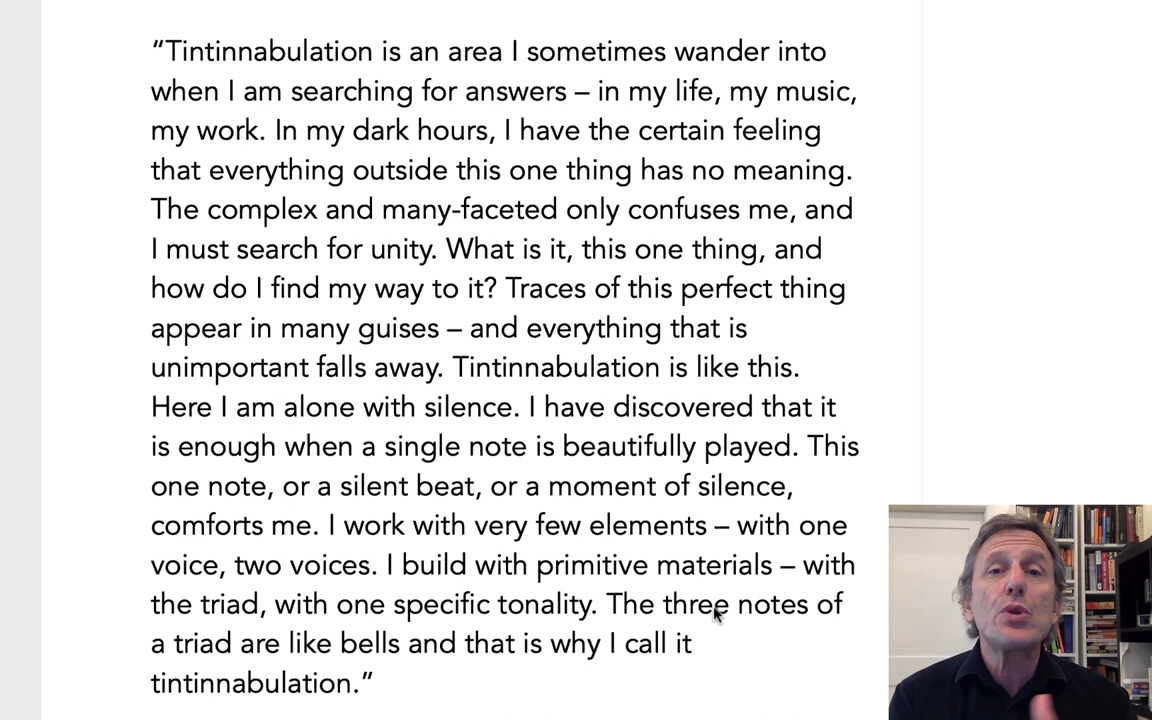 “Tintinnabulation is an area I sometimes wander into
when I am searching for answers – in my life, my music,
my work. In my dark hours, I have the certain feeling
that everything outside this one thing has no meaning.
The complex and many-faceted only confuses me, and
I must search for unity. What is it, this one thing, and
how do I find my way to it? Traces of this perfect thing
appear in many guises – and everything that is
unimportant falls away. Tintinnabulation is like this.
Here I am alone with silence. I have discovered that it
is enough when a single note is beautifully played. This
one note, or a silent beat, or a moment of silence,
comforts me. I work with very few elements – with one
voice, two voices. I build with primitive materials – with
the triad, with one specific tonality. The three notes of
a triad are like bells and that is why I call it
tintinnabulation.”